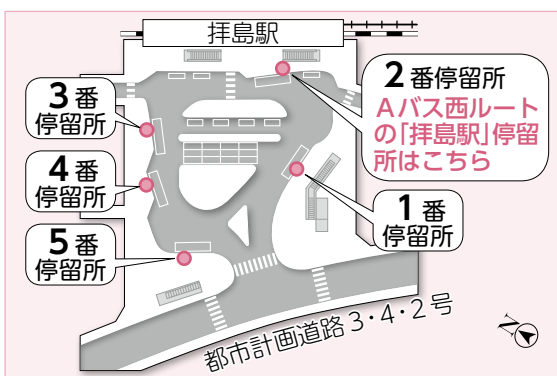 拝島駅
2番停留所
Aバス西ルート
の「拝島駅」停留
所はこちら
3番
停留所
4番
停留所
1番
停留所
5番
停留所
都市計画道路3・4・2号
N